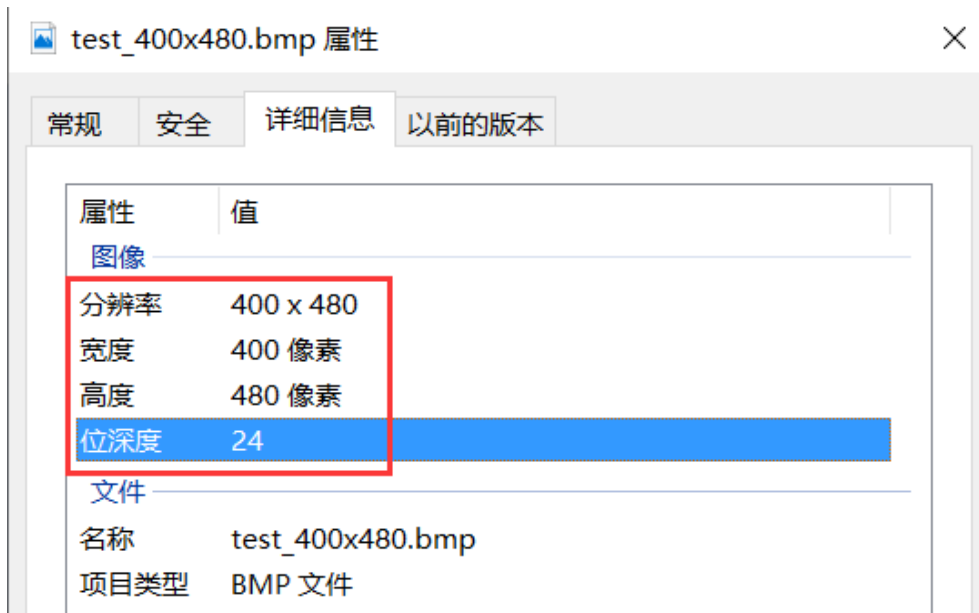 test_400x480.bmp 属性
常规 安全 详细信息 以前的版本
属性 值
图像
分辨率 400 x 480
宽度 400 像素
高度 480 像素
位深度 24
文件
名称 test_400x480.bmp
项目类型 BMP 文件